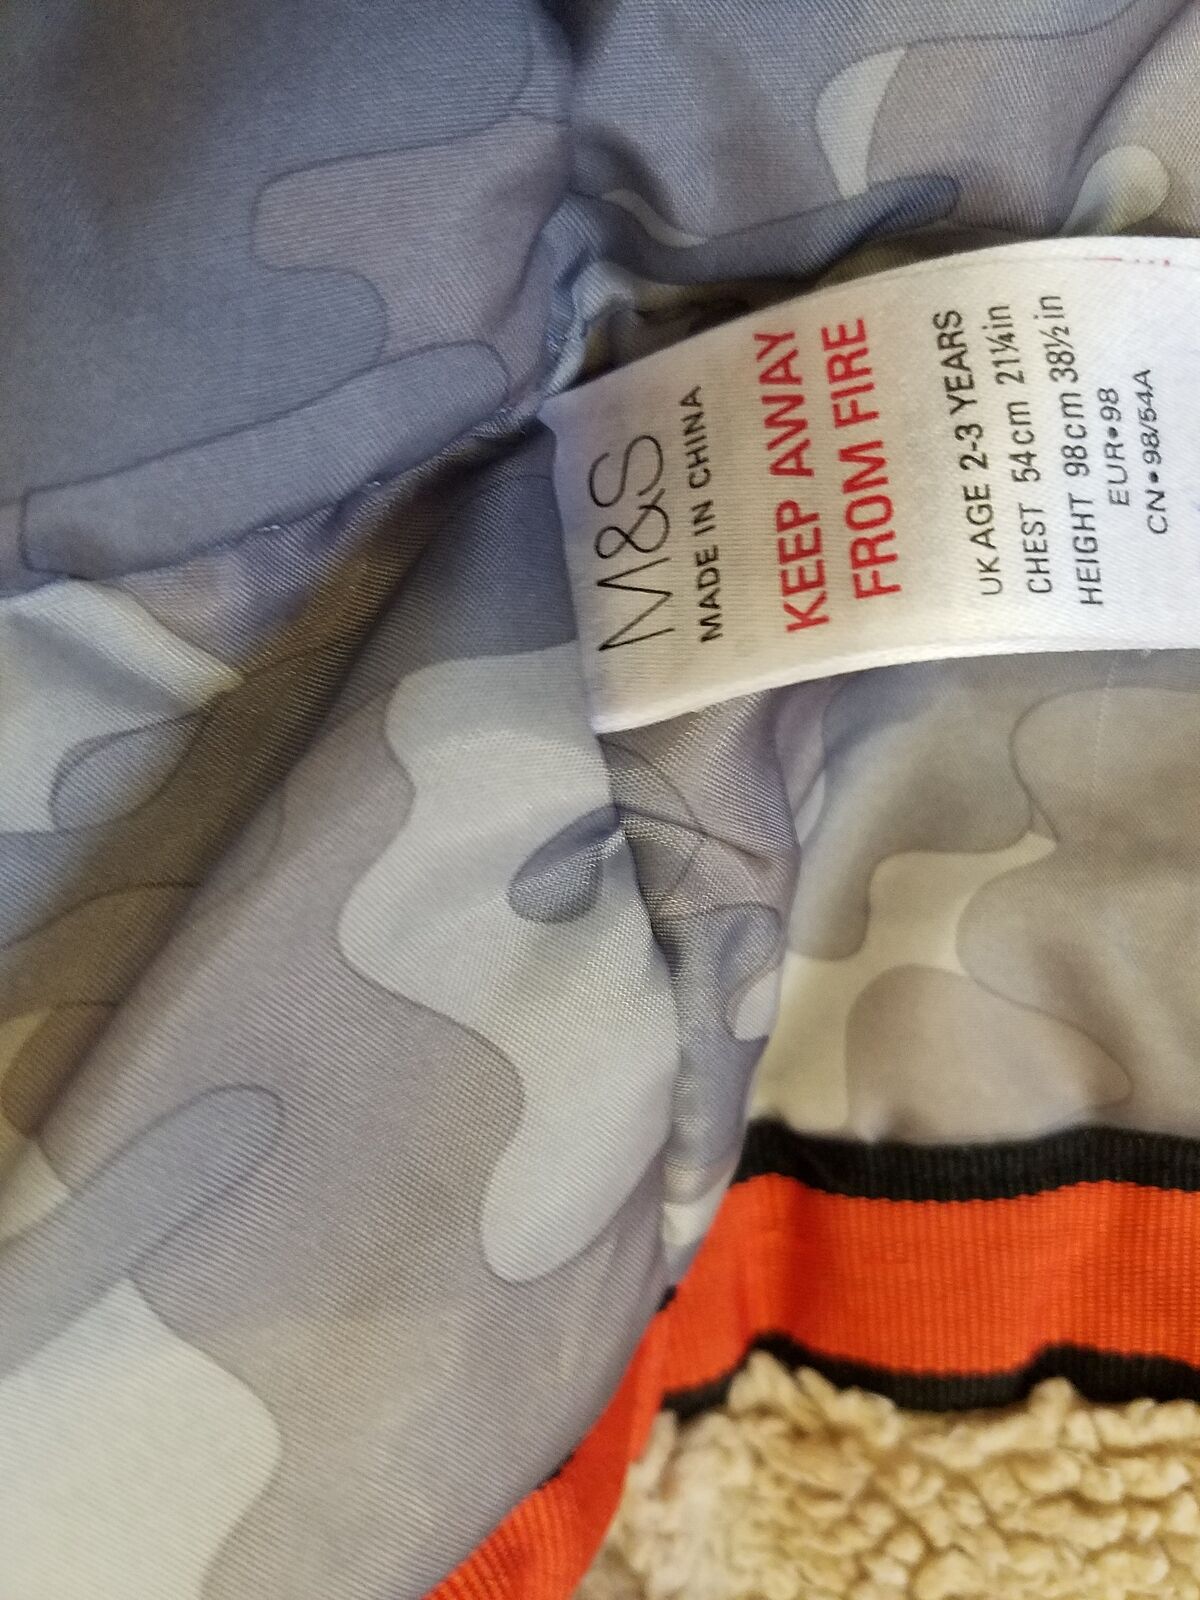 M&S
MADE IN CHINA
KEEP AWAY
FROM FIRE
UK AGE 2-3 YEARS
CHEST 54cm 21¼in
HEIGHT 98cm 38½in
EUR•98
CN•98/54A